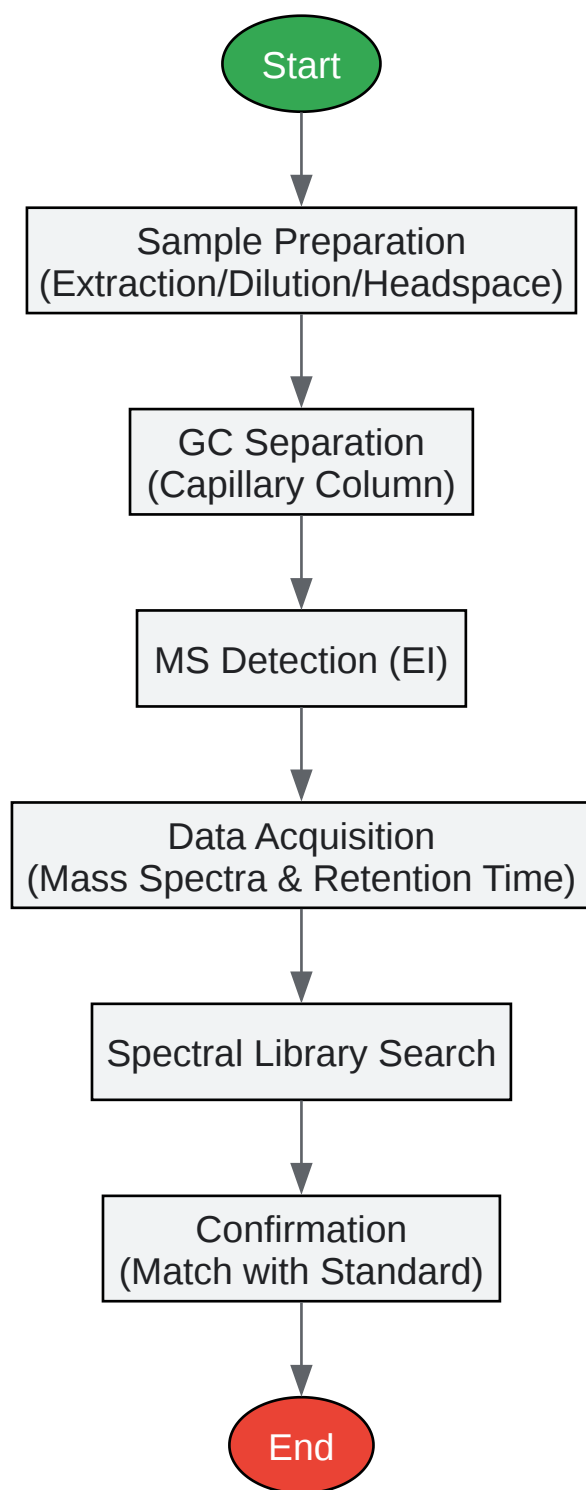 Start
Sample Preparation
(Extraction/Dilution/Headspace)
GC Separation
(Capillary Column)
MS Detection (EI)
Data Acquisition
(Mass Spectra & Retention Time)
Spectral Library Search
Confirmation
(Match with Standard)
End